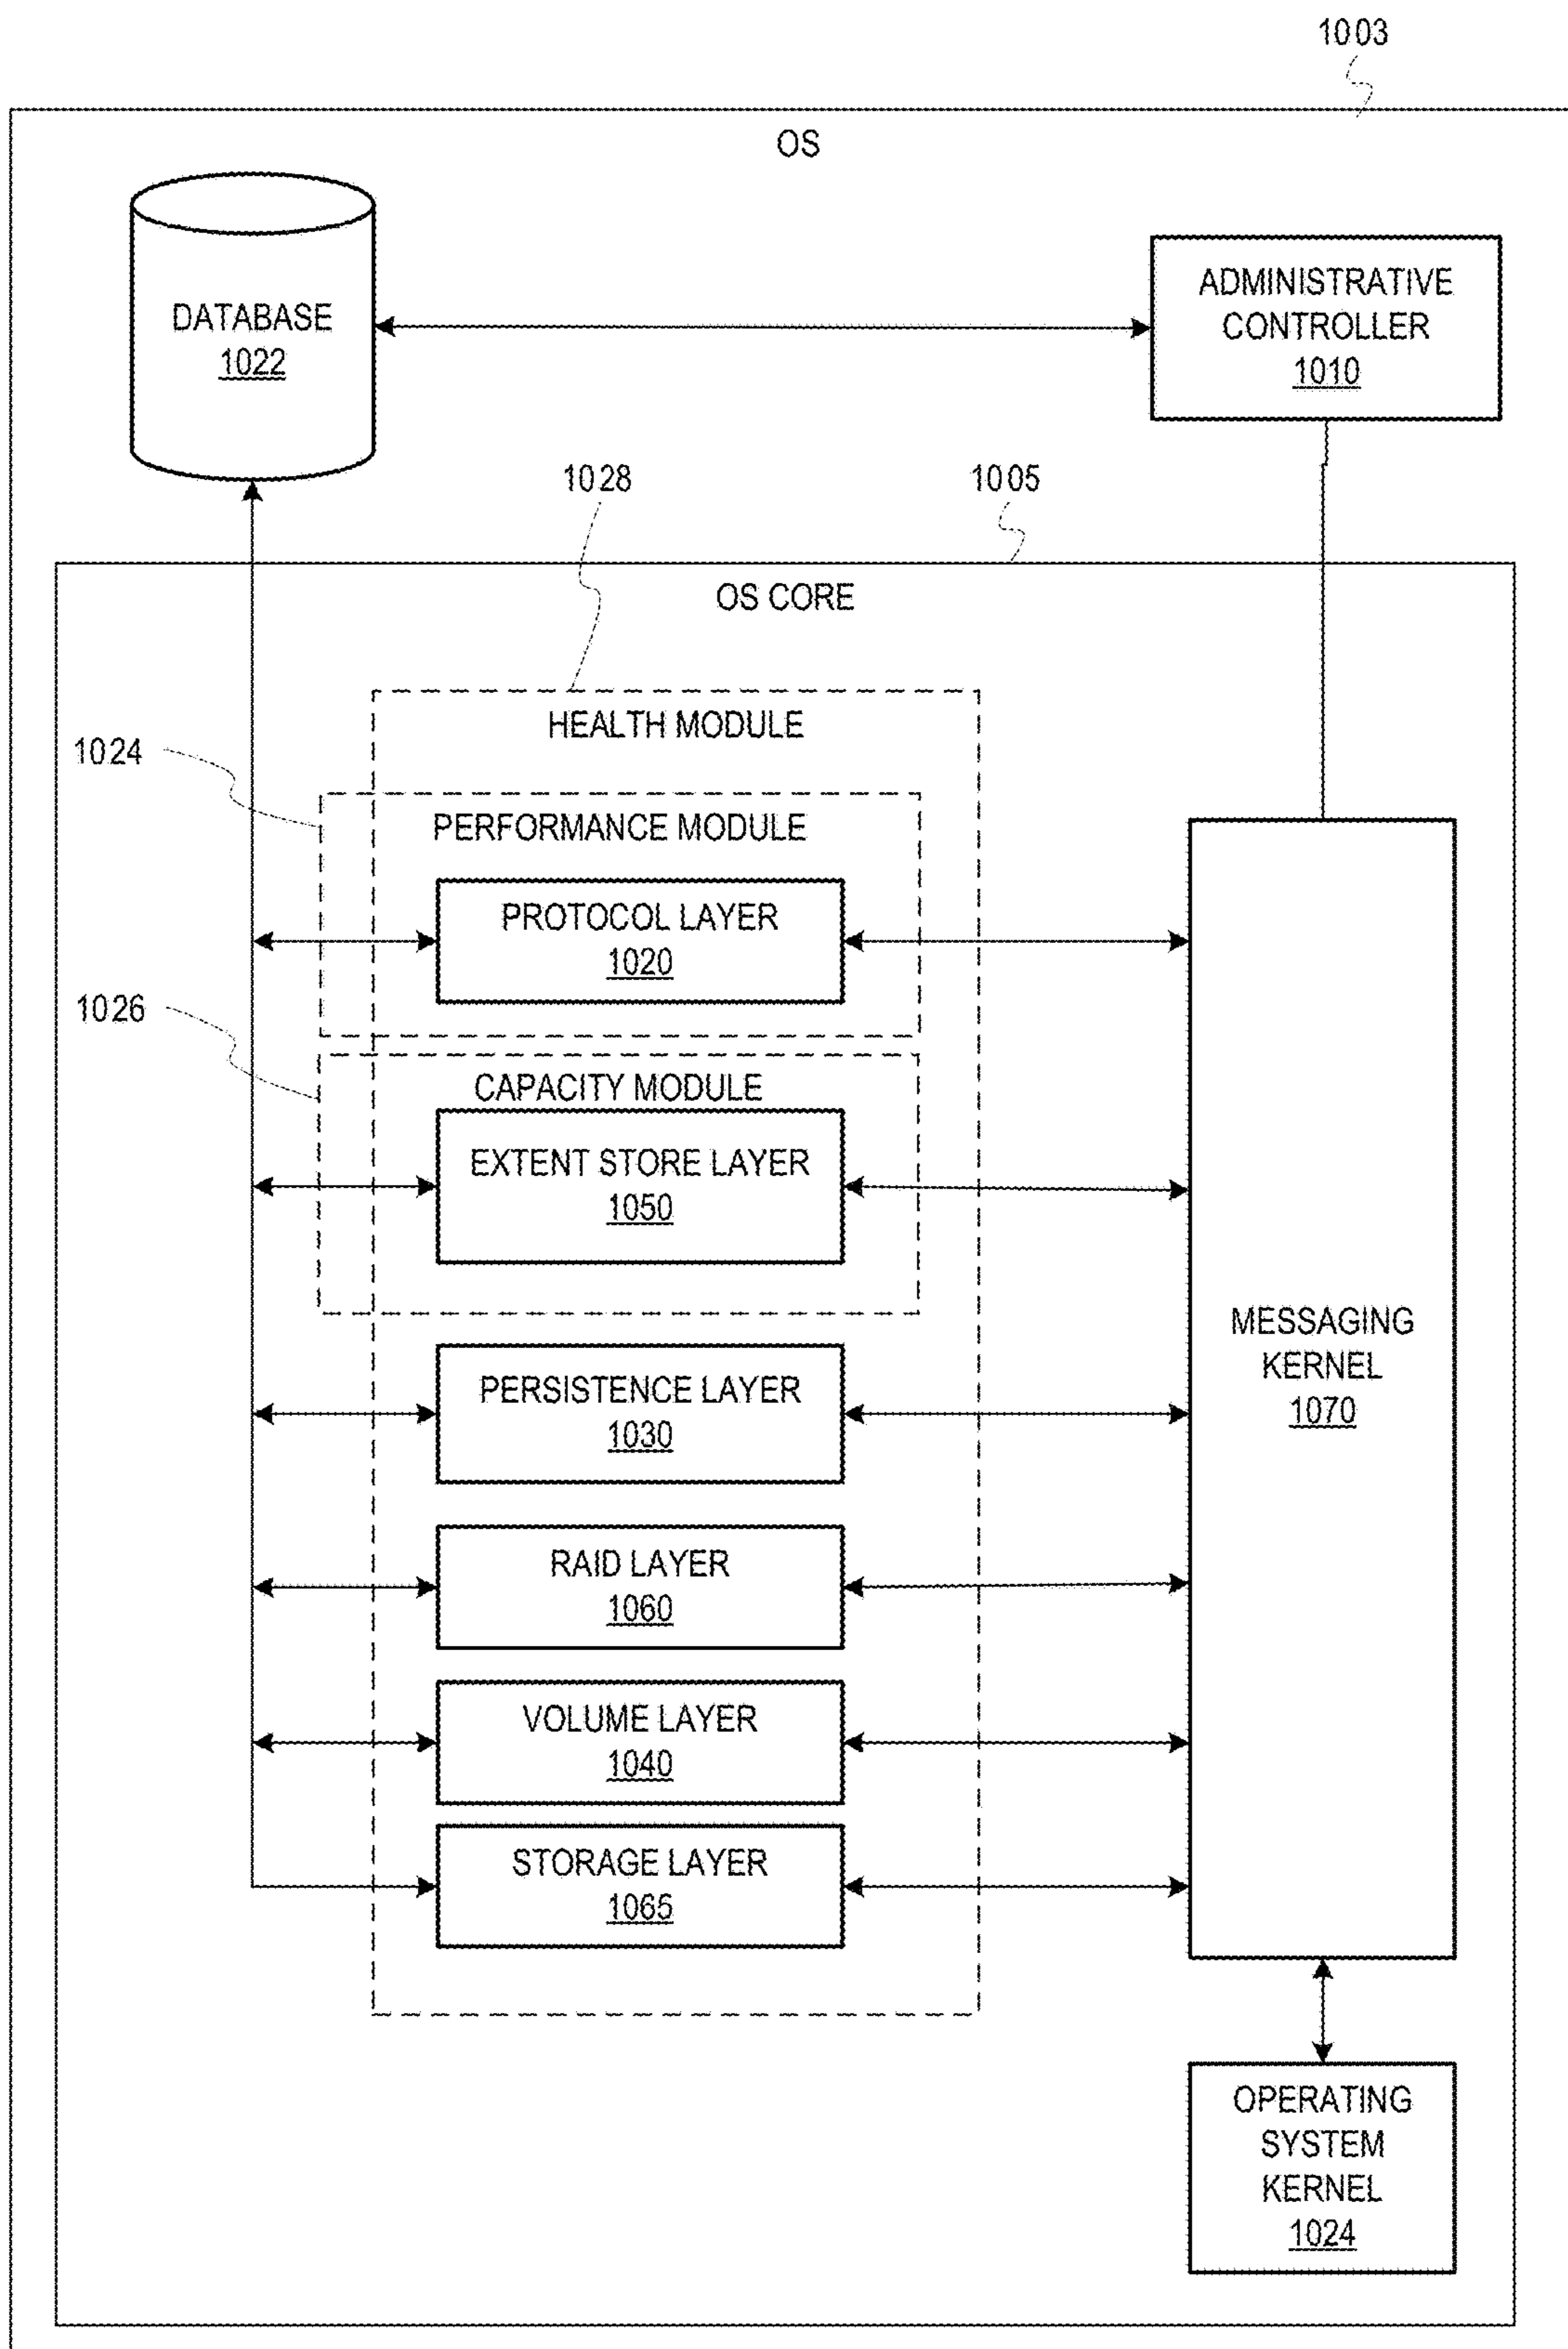 1003
OS
DATABASE
1022
ADMINISTRATIVE
CONTROLLER
1010
1028
1005
OS CORE
HEALTH MODULE
1024
PERFORMANCE MODULE
PROTOCOL LAYER
1020
1026
CAPACITY MODULE
EXTENT STORE LAYER
1050
MESSAGING
KERNEL
1070
PERSISTENCE LAYER
1030
RAID LAYER
1060
VOLUME LAYER
1040
STORAGE LAYER
1065
OPERATING
SYSTEM
KERNEL
1024